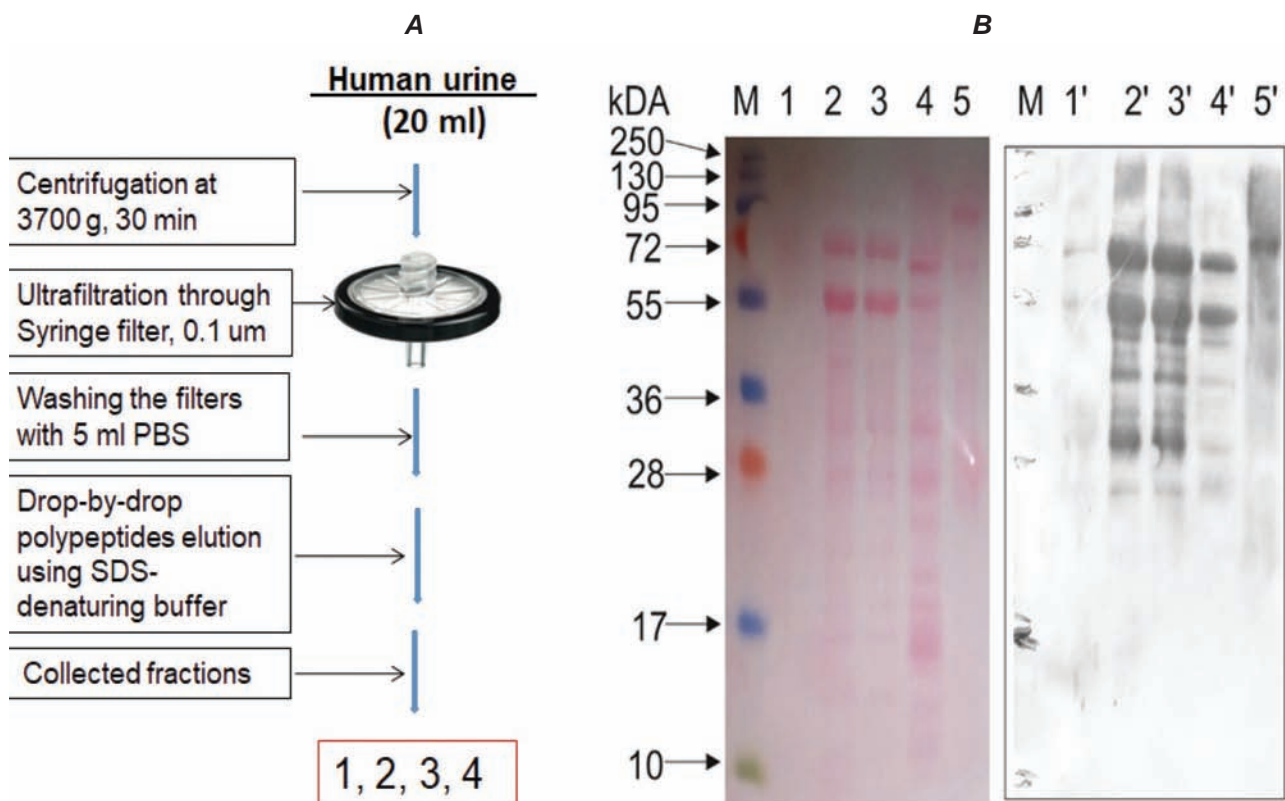 A
B
Human urine
(20 ml)
Centrifugation at
3700 g, 30 min
Ultrafiltration through
Syringe filter, 0.1 um
Washing the filters
with 5 ml PBS
Drop-by-drop
polypeptides elution
using SDS-
denaturing buffer
Collected fractions
1, 2, 3, 4
kDA M 1 2 3 4 5
M 1' 2' 3' 4' 5'
250
130
95
72
55
36
28
17
10